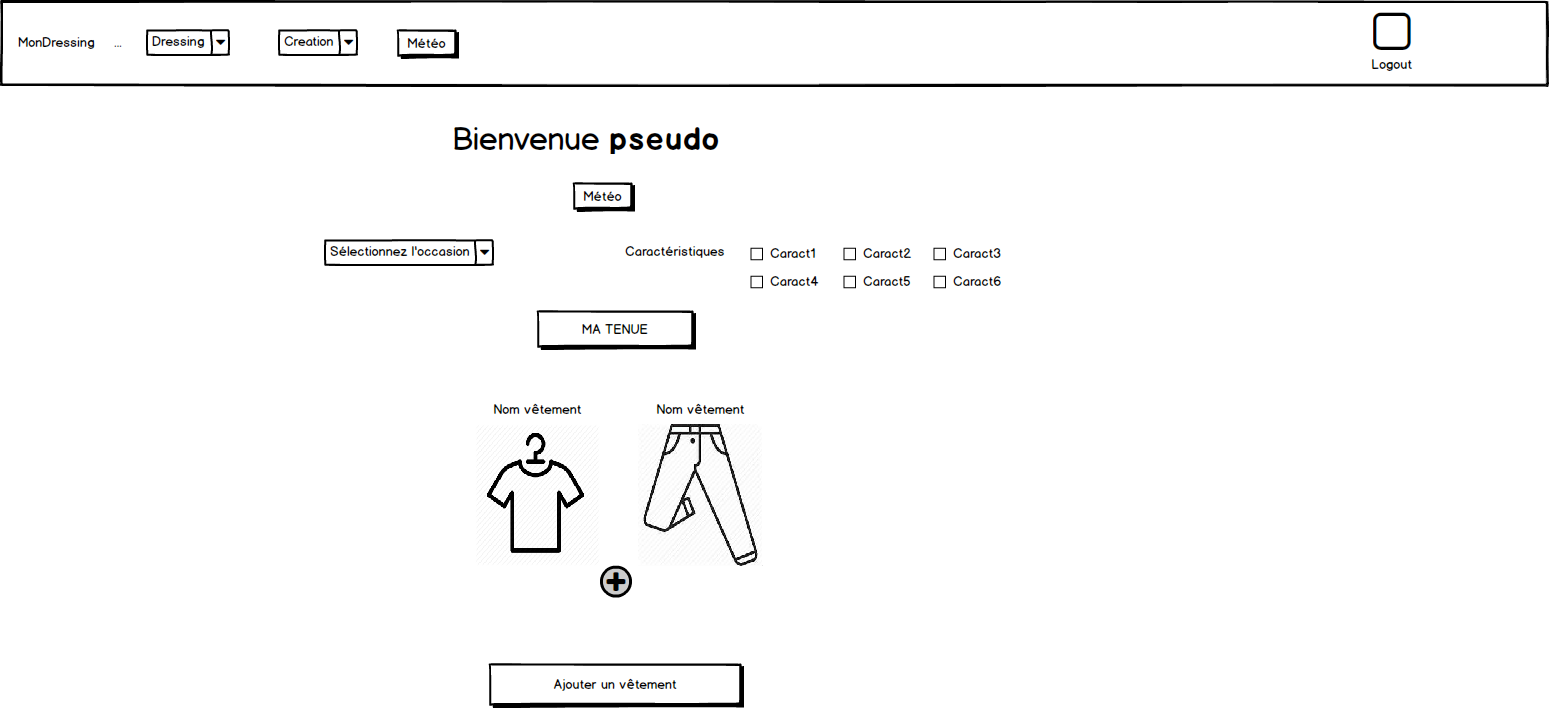 MonDressing ... Dressing Creation Météo
Logout
Bienvenue pseudo
Météo
Sélectionnez l'occasion Caractéristiques Caract1 Caract2 Caract3
Caract4 Caract5 Caract6
MA TENUE
Nom vêtement Nom vêtement
Ajouter un vêtement